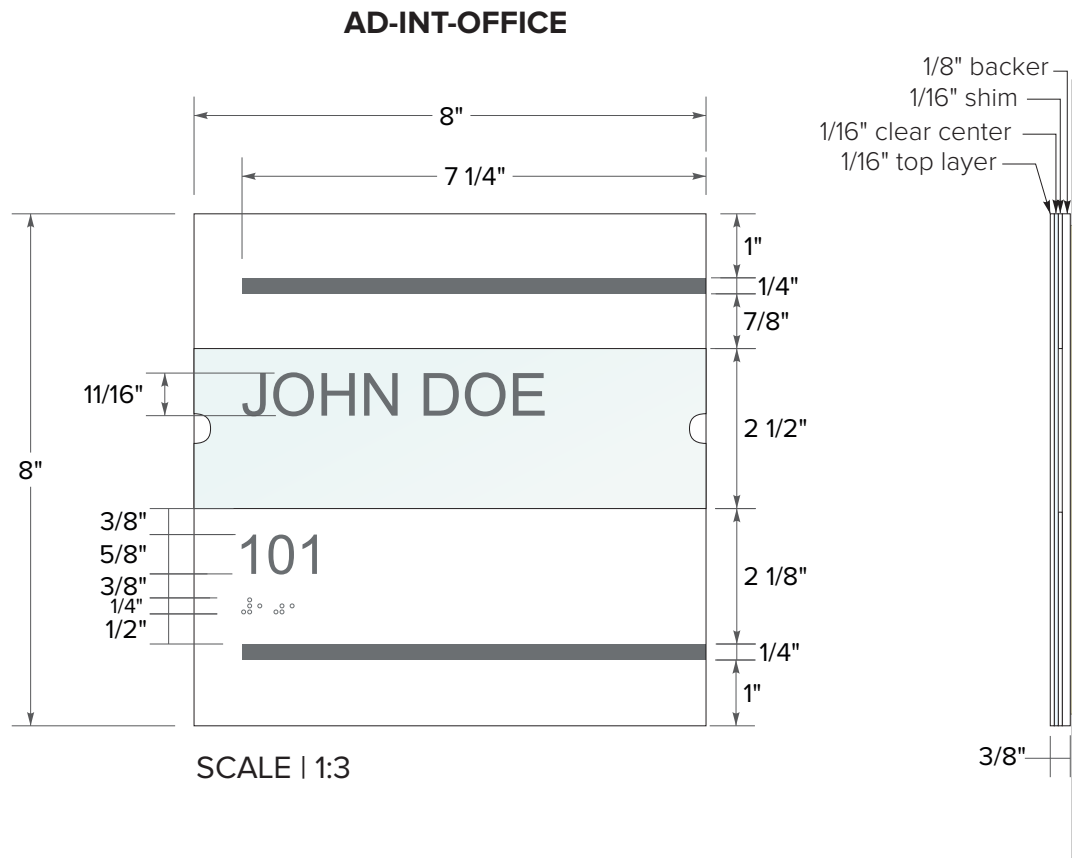 AD-INT-OFFICE
1/8" backer
1/16" shim
1/16" clear center
1/16" top layer
8"
7 1/4"
1"
1/4"
7/8"
11/16"
JOHN DOE
2 1/2"
8"
3/8"
5/8"
3/8"
1/4"
1/2"
101
2 1/8"
1/4"
1"
SCALE | 1:3
3/8"